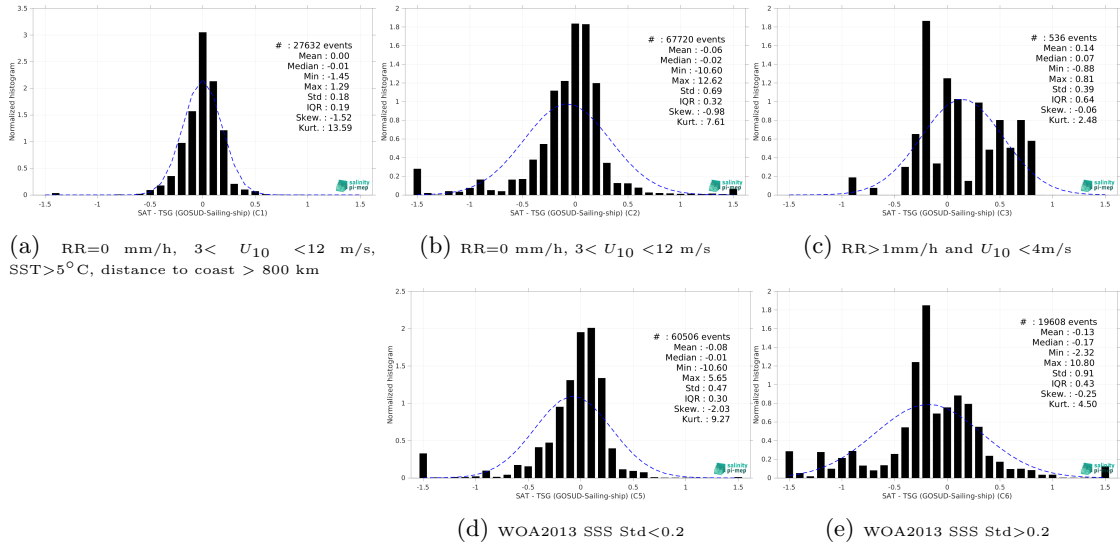 3.5
3
2.5
2
1.5
1
0.5
0
Normalized histogram
# : 27632 events
Mean : 0.00
Median : -0.01
Min : -1.45
Max : 1.29
Std : 0.18
IQR : 0.19
Skew. : -1.52
Kurt. : 13.59
salinity
pi-mep
-1.5 -1 -0.5 0 0.5 1 1.5
SAT - TSG (GOSUD-Sailing-ship) (C1)
(a) RR=0 mm/h, 3< U10 <12 m/s,
SST>5°C, distance to coast > 800 km
2
1.8
1.6
1.4
1.2
1
0.8
0.6
0.4
0.2
0
Normalized histogram
# : 67720 events
Mean : -0.06
Median : -0.02
Min : -10.60
Max : 12.62
Std : 0.69
IQR : 0.32
Skew. : -0.98
Kurt. : 7.61
salinity
pi-mep
-1.5 -1 -0.5 0 0.5 1 1.5
SAT - TSG (GOSUD-Sailing-ship) (C2)
(b) RR=0 mm/h, 3< U10 <12 m/s
2
1.8
1.6
1.4
1.2
1
0.8
0.6
0.4
0.2
0
Normalized histogram
# : 536 events
Mean : 0.14
Median : 0.07
Min : -0.88
Max : 0.81
Std : 0.39
IQR : 0.64
Skew. : -0.06
Kurt. : 2.48
salinity
pi-mep
-1.5 -1 -0.5 0 0.5 1 1.5
SAT - TSG (GOSUD-Sailing-ship) (C3)
(c) RR>1mm/h and U10 <4m/s
2.5
2
1.5
1
0.5
0
Normalized histogram
# : 60506 events
Mean : -0.08
Median : -0.01
Min : -10.60
Max : 5.65
Std : 0.47
IQR : 0.30
Skew. : -2.03
Kurt. : 9.27
salinity
pi-mep
-1.5 -1 -0.5 0 0.5 1 1.5
SAT - TSG (GOSUD-Sailing-ship) (C5)
(d) WOA2013 SSS Std<0.2
2
1.8
1.6
1.4
1.2
1
0.8
0.6
0.4
0.2
0
Normalized histogram
# : 19608 events
Mean : -0.13
Median : -0.17
Min : -2.32
Max : 10.80
Std : 0.91
IQR : 0.43
Skew. : -0.25
Kurt. : 4.50
salinity
pi-mep
-1.5 -1 -0.5 0 0.5 1 1.5
SAT - TSG (GOSUD-Sailing-ship) (C6)
(e) WOA2013 SSS Std>0.2